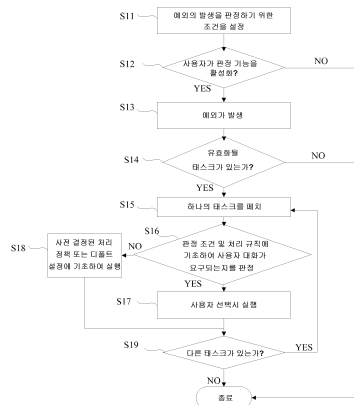 S11
예외의 발생을 판정하기 위한
조건을 설정
S12
사용자가 판정 기능을
활성화?
NO
YES
S13
예외가 발생
S14
유효화될
태스크가 있는가?
NO
YES
S15
하나의 태스크를 페치
S16
판정 조건 및 처리 규칙에
기초하여 사용자 대화가
요구되는지를 판정
NO
S18
사전 결정된 처리
정책 또는 디폴트
설정에 기초하여 실행
YES
S17
사용자 선택시 실행
S19
다른 태스크가 있는가?
YES
NO
종료